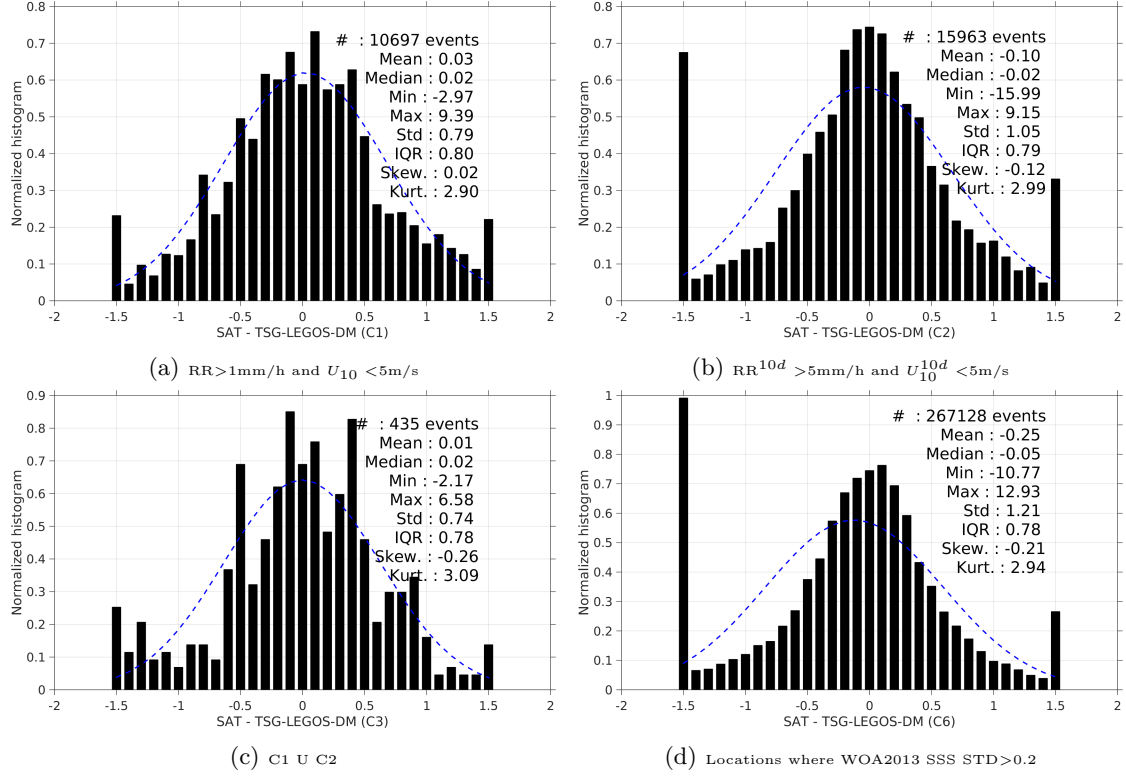 0.8
0.7
0.6
0.5
0.4
0.3
0.2
0.1
0
Normalized histogram
# : 10697 events
Mean : 0.03
Median : 0.02
Min : -2.97
Max : 9.39
Std : 0.79
IQR : 0.80
Skew. : 0.02
Kurt. : 2.90
-2 -1.5 -1 -0.5 0 0.5 1 1.5 2
SAT - TSG-LEGOS-DM (C1)
(a) RR>1mm/h and U10 <5m/s
0.8
0.7
0.6
0.5
0.4
0.3
0.2
0.1
0
Normalized histogram
# : 15963 events
Mean : -0.10
Median : -0.02
Min : -15.99
Max : 9.15
Std : 1.05
IQR : 0.79
Skew. : -0.12
Kurt. : 2.99
-2 -1.5 -1 -0.5 0 0.5 1 1.5 2
SAT - TSG-LEGOS-DM (C2)
(b) RR^10d >5mm/h and U10^10d <5m/s
0.9
0.8
0.7
0.6
0.5
0.4
0.3
0.2
0.1
0
Normalized histogram
# : 435 events
Mean : 0.01
Median : 0.02
Min : -2.17
Max : 6.58
Std : 0.74
IQR : 0.78
Skew. : -0.26
Kurt. : 3.09
-2 -1.5 -1 -0.5 0 0.5 1 1.5 2
SAT - TSG-LEGOS-DM (C3)
(c) C1 U C2
1
0.9
0.8
0.7
0.6
0.5
0.4
0.3
0.2
0.1
0
Normalized histogram
# : 267128 events
Mean : -0.25
Median : -0.05
Min : -10.77
Max : 12.93
Std : 1.21
IQR : 0.78
Skew. : -0.21
Kurt. : 2.94
-2 -1.5 -1 -0.5 0 0.5 1 1.5 2
SAT - TSG-LEGOS-DM (C6)
(d) Locations where WOA2013 SSS STD>0.2